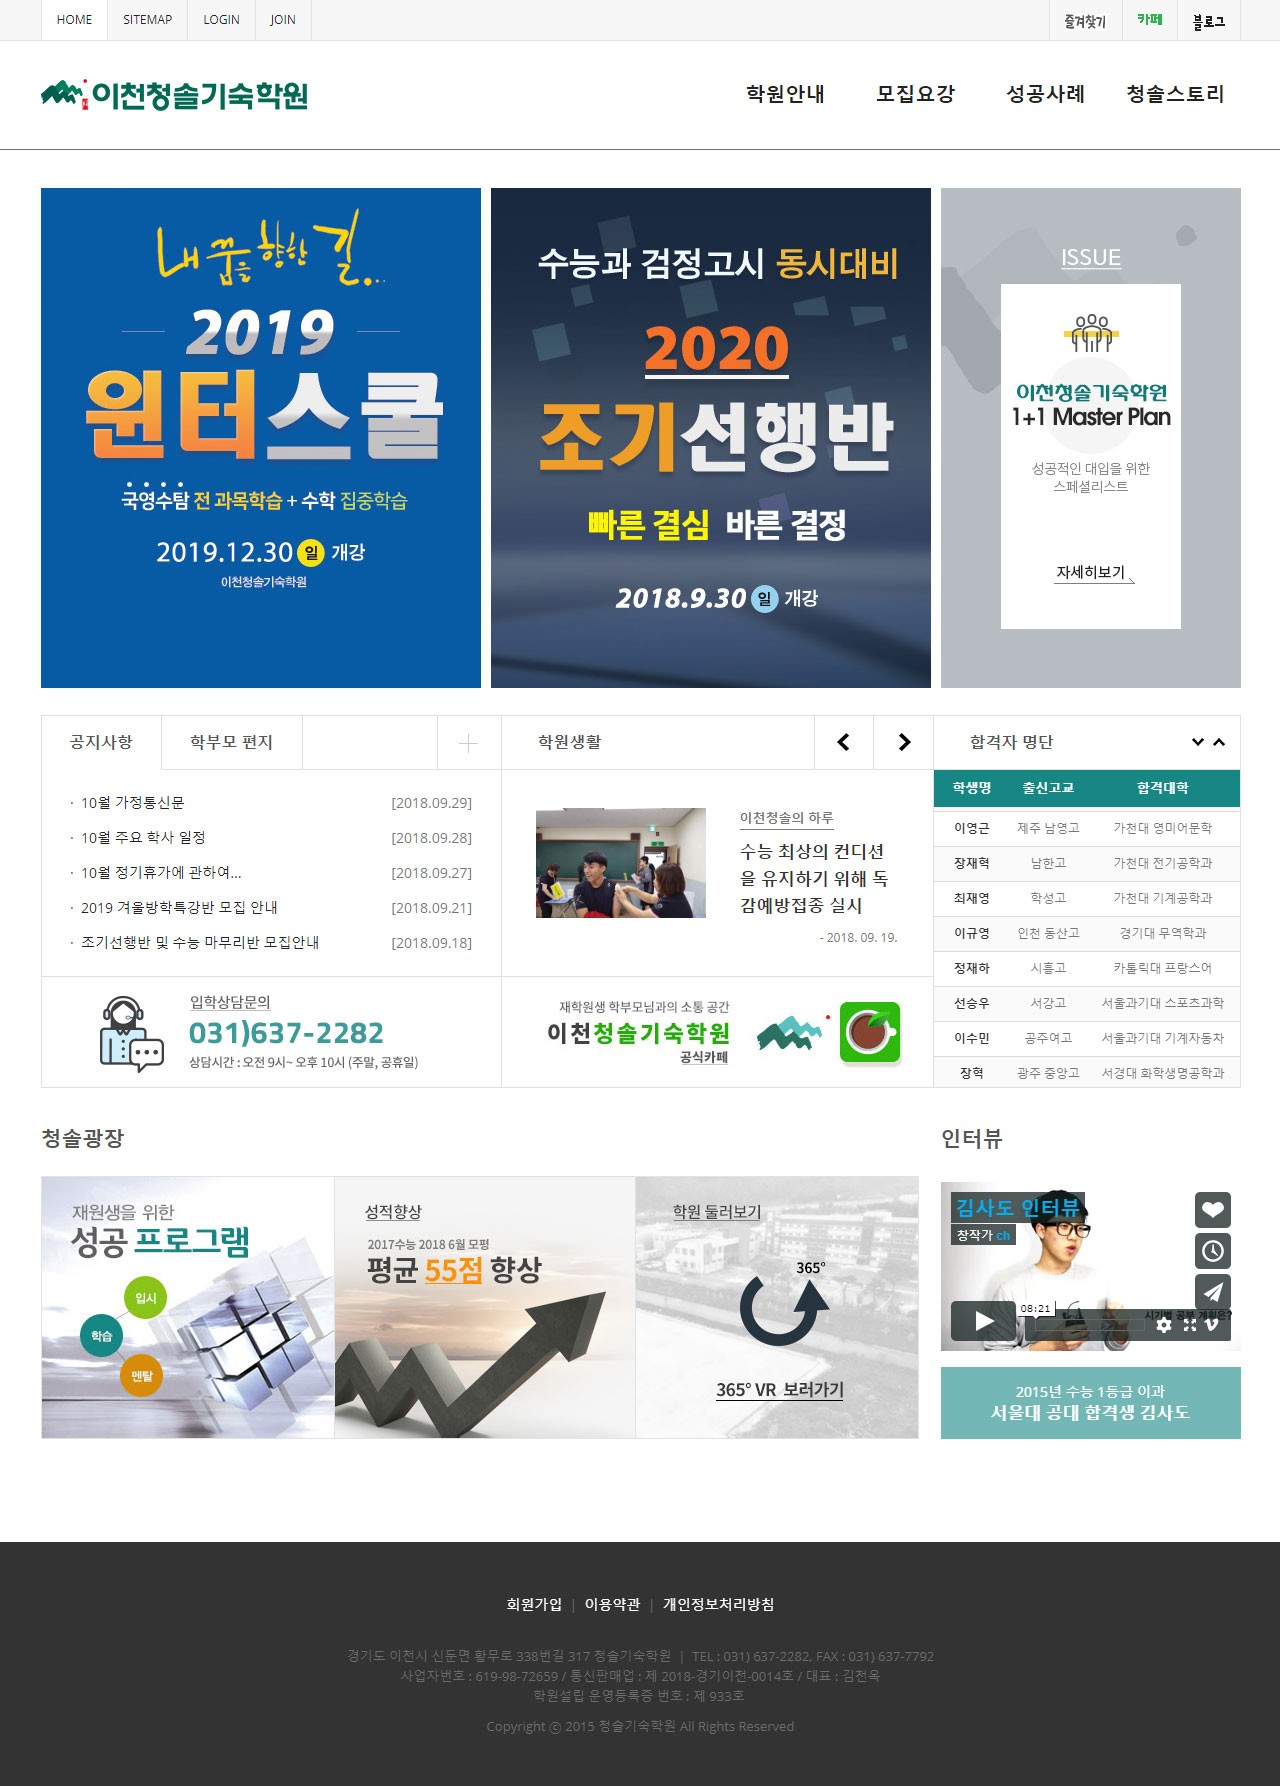 HOME
SITEMAP
LOGIN
JOIN
즐겨찾기
카페
블로그
이천청솔기숙학원
학원안내
모집요강
성공사례
청솔스토리
내 꿈을 향한 길...
2019
윈터스쿨
국영수탐 전 과목학습 + 수학 집중학습
2019.12.30 일 개강
이천청솔기숙학원
수능과 검정고시 동시대비
2020
조기선행반
빠른 결심 바른 결정
2018.9.30 일 개강
ISSUE
이천청솔기숙학원
1+1 Master Plan
성공적인 대입을 위한
스페셜리스트
자세히보기
공지사항
학부모 편지
· 10월 가정통신문 [2018.09.29]
· 10월 주요 학사 일정 [2018.09.28]
· 10월 정기휴가에 관하여... [2018.09.27]
· 2019 겨울방학특강반 모집 안내 [2018.09.21]
· 조기선행반 및 수능 마무리반 모집안내 [2018.09.18]
학원생활
이천청솔의 하루
수능 최상의 컨디션
을 유지하기 위해 독
감예방접종 실시
- 2018. 09. 19.
합격자 명단
학생명 출신고교 합격대학
이영근 제주 남영고 가천대 영미어문학
장재혁 남한고 가천대 전기공학과
최재영 학성고 가천대 기계공학과
이규영 인천 동산고 경기대 무역학과
정재하 시흥고 카톨릭대 프랑스어
선승우 서강고 서울과기대 스포츠과학
이수민 공주여고 서울과기대 기계자동차
장혁 광주 중앙고 서경대 화학생명공학과
입학상담문의
031)637-2282
상담시간 : 오전 9시~ 오후 10시 (주말, 공휴일)
재학원생 학부모님과의 소통 공간
이천청솔기숙학원
공식카페
청솔광장
재원생을 위한
성공 프로그램
입시
학습
멘탈
성적향상
2017수능 2018 6월 모평
평균 55점 향상
학원 둘러보기
365°
365° VR 보러가기
인터뷰
김사도 인터뷰
창작가 ch
08:21
시기별 공부 계획은?
2015년 수능 1등급 이과
서울대 공대 합격생 김사도
회원가입 | 이용약관 | 개인정보처리방침
경기도 이천시 신둔면 황무로 338번길 317 청솔기숙학원 | TEL : 031) 637-2282, FAX : 031) 637-7792
사업자번호 : 619-98-72659 / 통신판매업 : 제 2018-경기이천-0014호 / 대표 : 김천옥
학원설립 운영등록증 번호 : 제 933호
Copyright ⓒ 2015 청솔기숙학원 All Rights Reserved